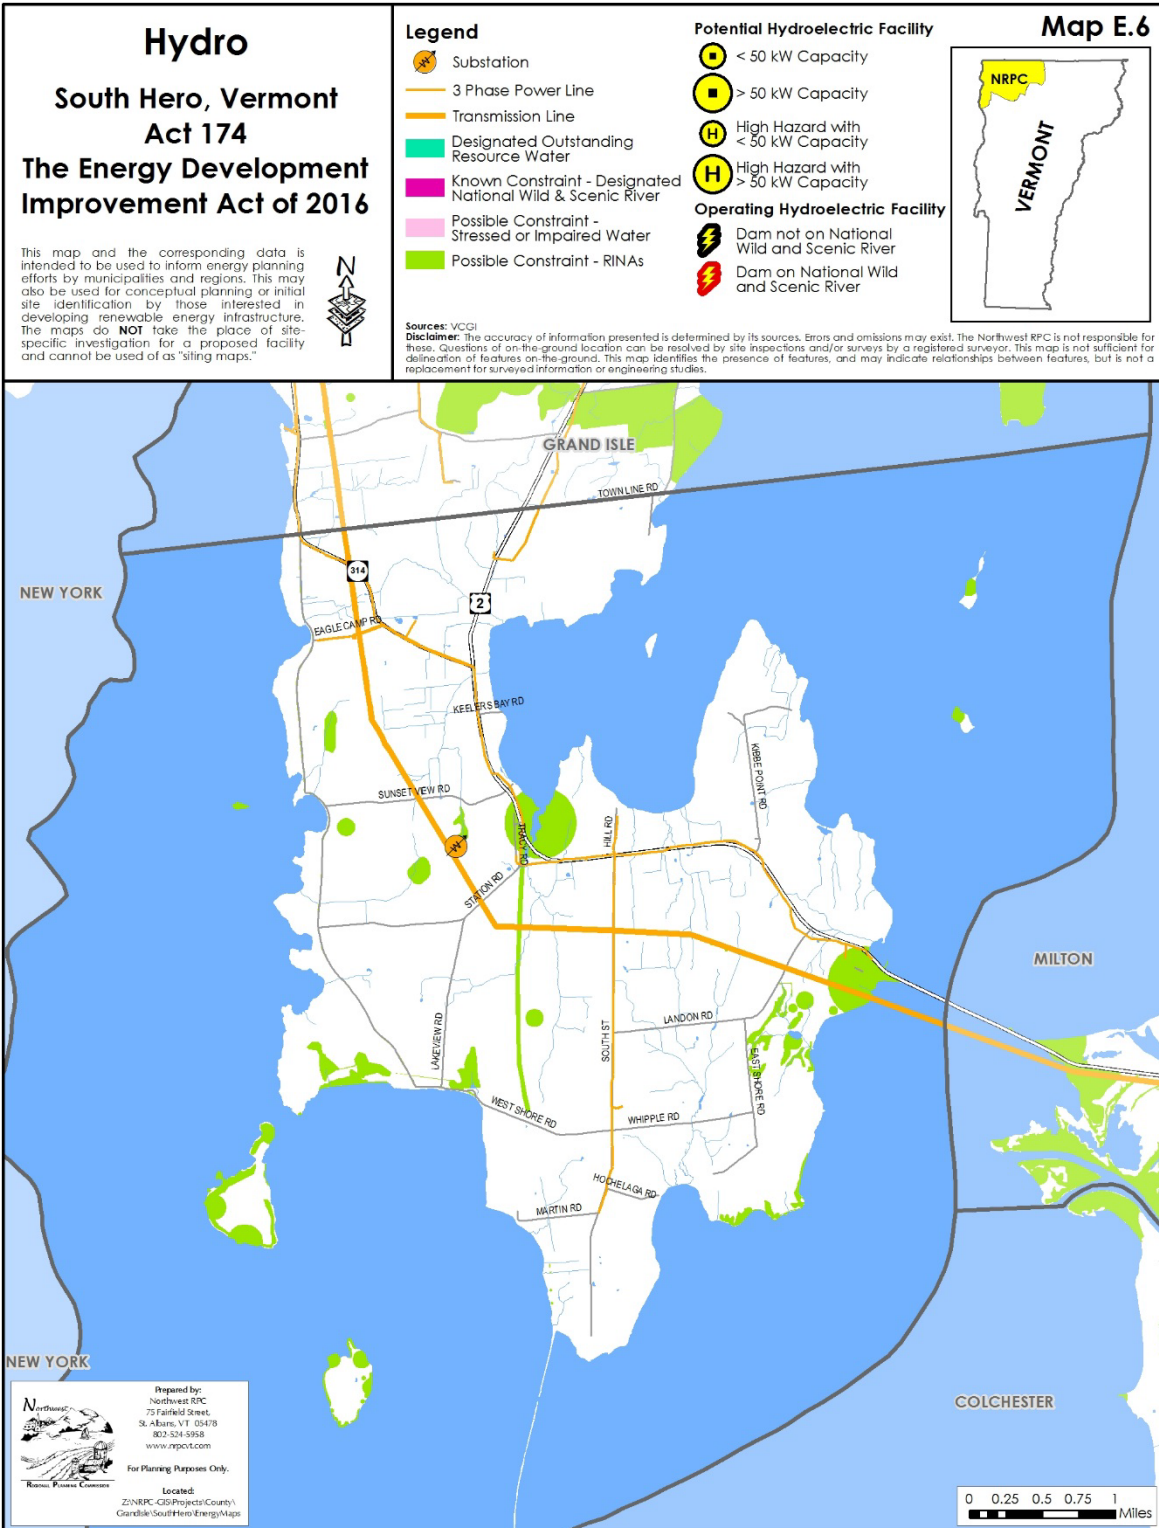 Hydro
South Hero, Vermont
Act 174
The Energy Development
Improvement Act of 2016
This map and the corresponding data is
intended to be used to inform energy planning
efforts by municipalities and regions. This may
also be used for conceptual planning or initial
site identification by those interested in
developing renewable energy infrastructure.
The maps do NOT take the place of site-
specific investigation for a proposed facility
and cannot be used of as "siting maps."
N
Legend
Substation
3 Phase Power Line
Transmission Line
Designated Outstanding
Resource Water
Known Constraint - Designated
National Wild & Scenic River
Possible Constraint -
Stressed or Impaired Water
Possible Constraint - RINAs
Potential Hydroelectric Facility
< 50 kW Capacity
> 50 kW Capacity
H
High Hazard with
< 50 kW Capacity
H
High Hazard with
> 50 kW Capacity
Operating Hydroelectric Facility
Dam not on National
Wild and Scenic River
Dam on National Wild
and Scenic River
Map E.6
NRPC
VERMONT
Sources: VCGI
Disclaimer: The accuracy of information presented is determined by its sources. Errors and omissions may exist. The Northwest RPC is not responsible for
these. Questions of on-the-ground location can be resolved by site inspections and/or surveys by a registered surveyor. This map is not sufficient for
delineation of features on-the-ground. This map identifies the presence of features, and may indicate relationships between features, but is not a
replacement for surveyed information or engineering studies.
GRAND ISLE
TOWN LINE RD
314
NEW YORK
2
EAGLE CAMP RD
KEELERS BAY RD
KIBBE POINT RD
SUNSET VIEW RD
TRACY RD
HILL RD
STATION RD
MILTON
LANDON RD
LAKEVIEW RD
SOUTH ST
EAST SHORE RD
WEST SHORE RD
WHIPPLE RD
HOCHELAGA RD
MARTIN RD
NEW YORK
COLCHESTER
Northwest
REGIONAL PLANNING COMMISSION
Prepared by:
Northwest RPC
75 Fairfield Street,
St. Albans, VT 05478
802-524-5958
www.nrpcvt.com
For Planning Purposes Only.
Located:
Z:\NRPC-GIS\Projects\County\
GrandIsle\SouthHero\EnergyMaps
0 0.25 0.5 0.75 1
Miles